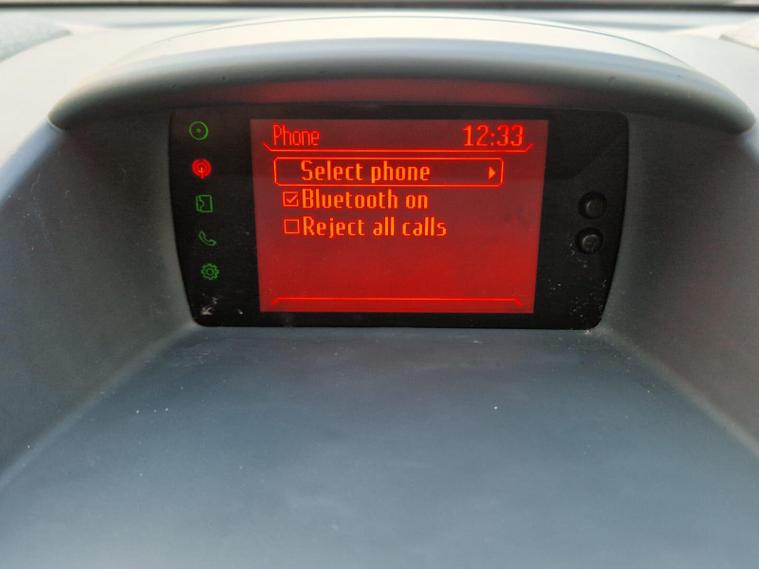 Phone 12:33
Select phone
Bluetooth on
Reject all calls